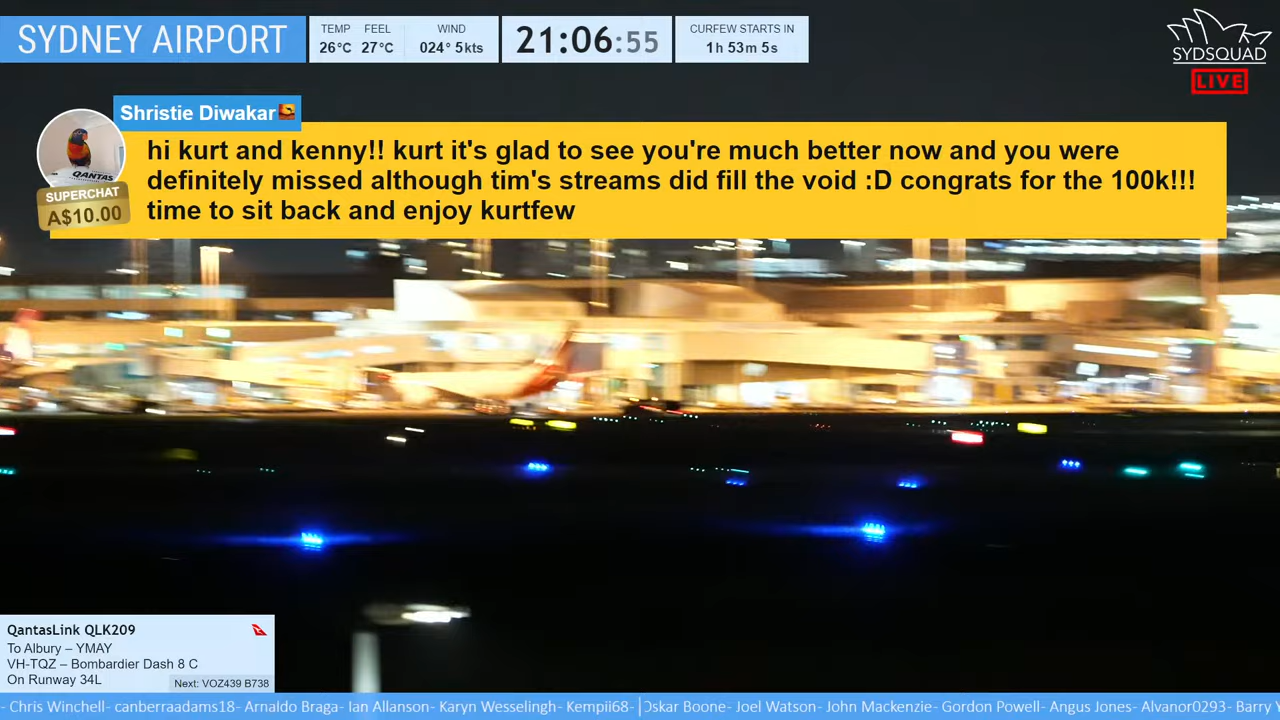 SYDNEY AIRPORT
TEMP FEEL WIND
26°C 27°C 024° 5kts
21:06:55
CURFEW STARTS IN
1h 53m 5s
SYDSQUAD
LIVE
Shristie Diwakar
hi kurt and kenny!! kurt it's glad to see you're much better now and you were
definitely missed although tim's streams did fill the void :D congrats for the 100k!!!
time to sit back and enjoy kurtfew
QANTAS
SUPERCHAT
A$10.00
QantasLink QLK209
To Albury – YMAY
VH-TQZ – Bombardier Dash 8 C
On Runway 34L
Next: VOZ439 B738
- Chris Winchell- canberraadams18- Arnaldo Braga- Ian Allanson- Karyn Wesselingh- Kempii68- Oskar Boone- Joel Watson- John Mackenzie- Gordon Powell- Angus Jones- Alvanor0293- Barry